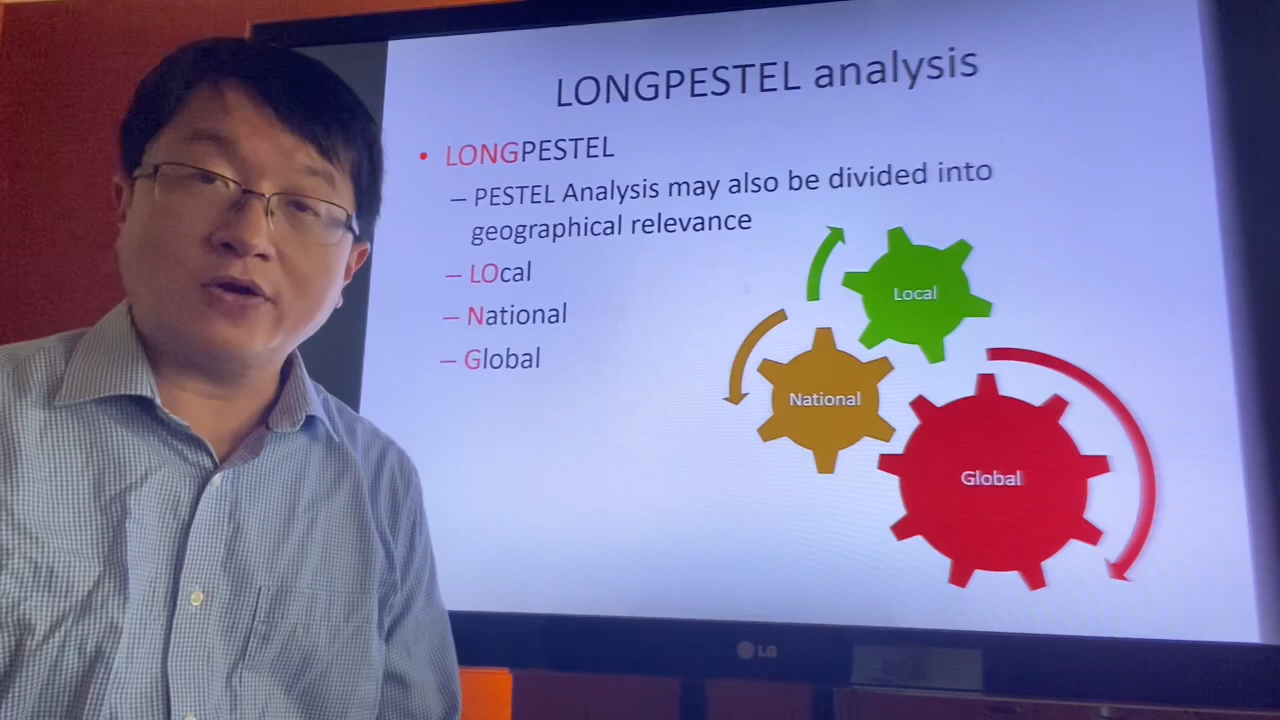 LONGPESTEL analysis
• LONGPESTEL
– PESTEL Analysis may also be divided into
geographical relevance
– LOcal
– National
– Global
Local
National
Global
LG